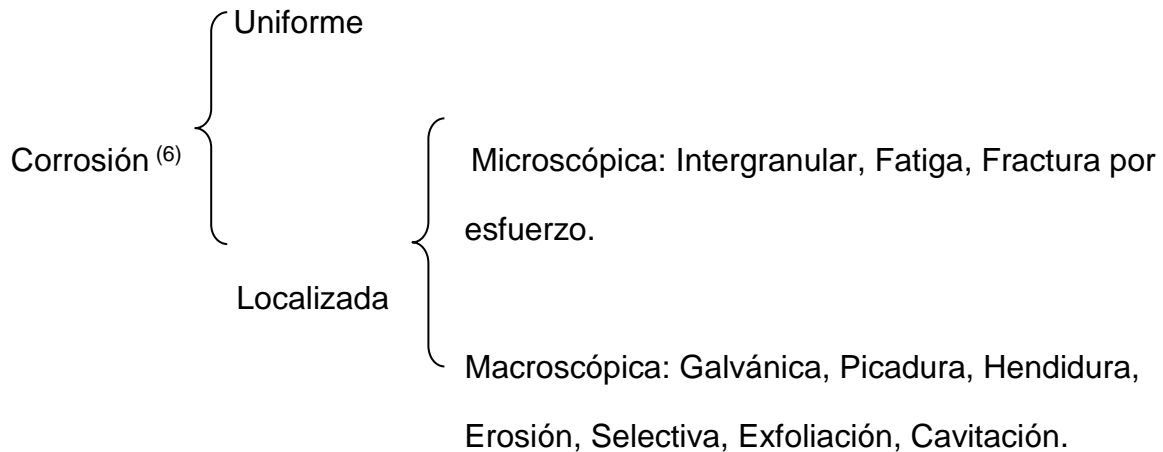 Uniforme
Corrosión (6)
Microscópica: Intergranular, Fatiga, Fractura por
esfuerzo.
Localizada
Macroscópica: Galvánica, Picadura, Hendidura,
Erosión, Selectiva, Exfoliación, Cavitación.